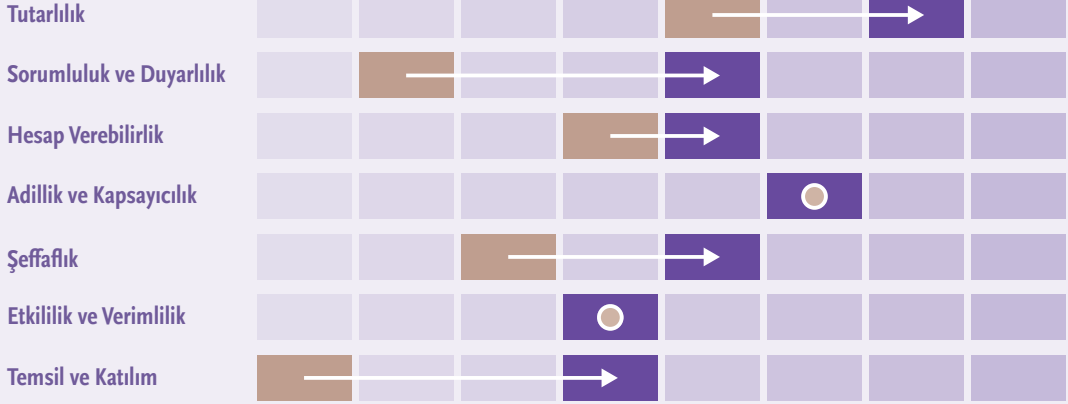 Tutarlılık
Sorumluluk ve Duyarlılık
Hesap Verebilirlik
Adillik ve Kapsayıcılık
Şeffaflık
Etkililik ve Verimlilik
Temsil ve Katılım